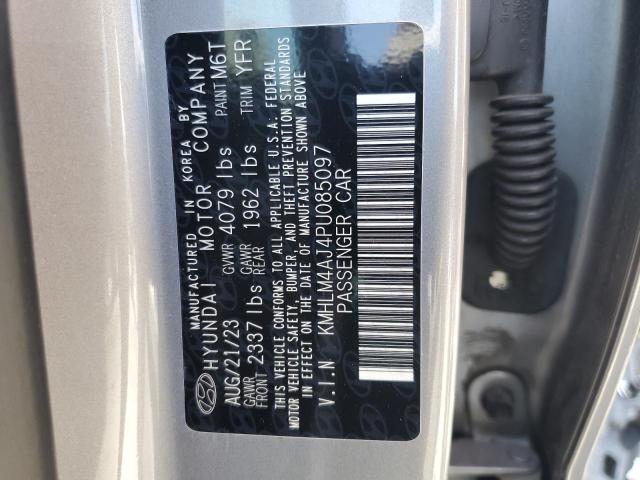 MANUFACTURED IN KOREA BY
HYUNDAI MOTOR COMPANY
AUG/21/23 GVWR 4079 lbs PAINT M6T
GAWR FRONT 2337 lbs GAWR REAR 1962 lbs TRIM YFR
THIS VEHICLE CONFORMS TO ALL APPLICABLE U.S.A. FEDERAL
MOTOR VEHICLE SAFETY, BUMPER, AND THEFT PREVENTION STANDARDS
IN EFFECT ON THE DATE OF MANUFACTURE SHOWN ABOVE
V.I.N KMHLM4AJ4PU085097
PASSENGER CAR